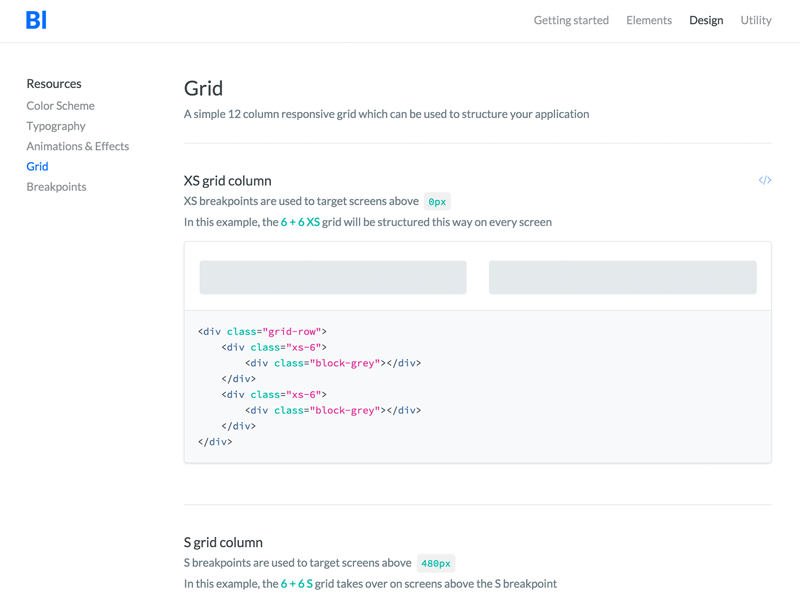 BI
Getting started Elements Design Utility
Resources
Color Scheme
Typography
Animations & Effects
Grid
Breakpoints
Grid
A simple 12 column responsive grid which can be used to structure your application
XS grid column
</>
XS breakpoints are used to target screens above 0px
In this example, the 6 + 6 XS grid will be structured this way on every screen
<div class="grid-row">
    <div class="xs-6">
        <div class="block-grey"></div>
    </div>
    <div class="xs-6">
        <div class="block-grey"></div>
    </div>
</div>
S grid column
S breakpoints are used to target screens above 480px
In this example, the 6 + 6 S grid takes over on screens above the S breakpoint